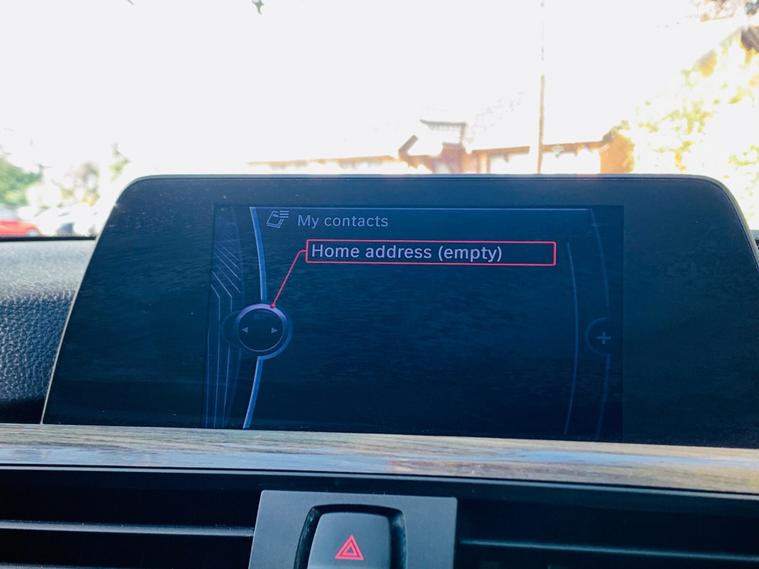 My contacts
Home address (empty)